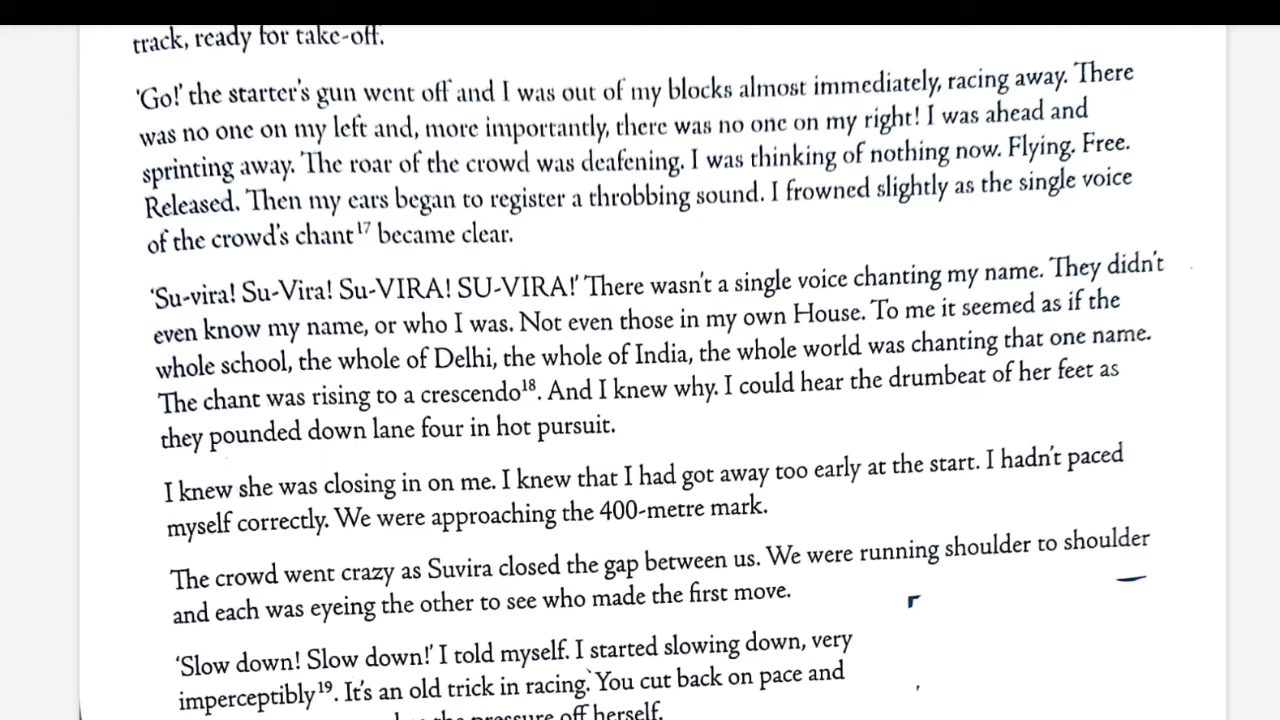 track, ready for take-off.
'Go!' the starter's gun went off and I was out of my blocks almost immediately, racing away. There
was no one on my left and, more importantly, there was no one on my right! I was ahead and
sprinting away. The roar of the crowd was deafening. I was thinking of nothing now. Flying. Free.
Released. Then my ears began to register a throbbing sound. I frowned slightly as the single voice
of the crowd's chant¹⁷ became clear.
'Su-vira! Su-Vira! Su-VIRA! SU-VIRA!' There wasn't a single voice chanting my name. They didn't
even know my name, or who I was. Not even those in my own House. To me it seemed as if the
whole school, the whole of Delhi, the whole of India, the whole world was chanting that one name.
The chant was rising to a crescendo¹⁸. And I knew why. I could hear the drumbeat of her feet as
they pounded down lane four in hot pursuit.
I knew she was closing in on me. I knew that I had got away too early at the start. I hadn't paced
myself correctly. We were approaching the 400-metre mark.
The crowd went crazy as Suvira closed the gap between us. We were running shoulder to shoulder
and each was eyeing the other to see who made the first move.
'Slow down! Slow down!' I told myself. I started slowing down, very
imperceptibly¹⁹. It's an old trick in racing. You cut back on pace and
pressure off herself.